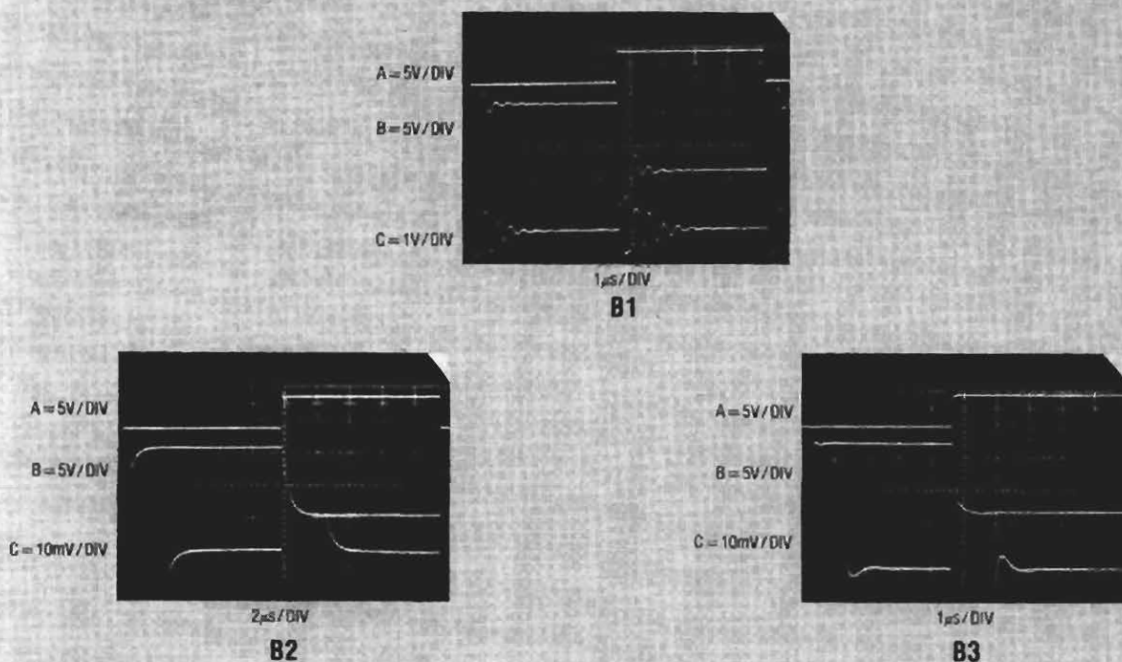 A = 5V/DIV
B = 5V/DIV
C = 1V/DIV
1µs/DIV
B1
A = 5V/DIV
B = 5V/DIV
C = 10mV/DIV
2µs/DIV
B2
A = 5V/DIV
B = 5V/DIV
C = 10mV/DIV
1µs/DIV
B3